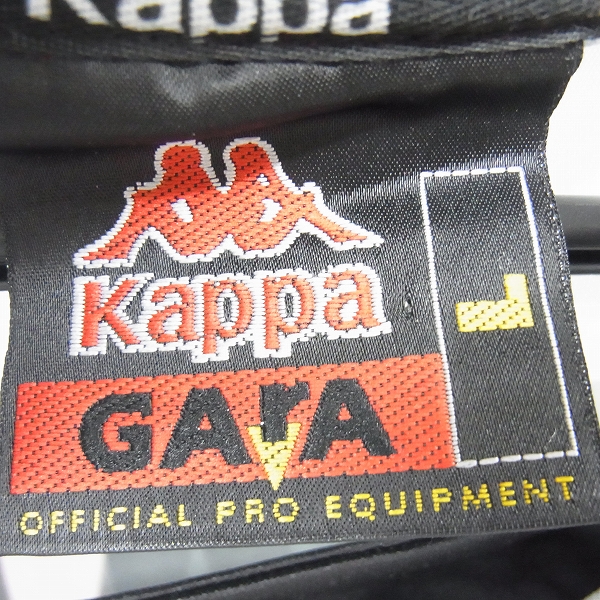 Kappa
Kappa
L
GArA
OFFICIAL PRO EQUIPMENT